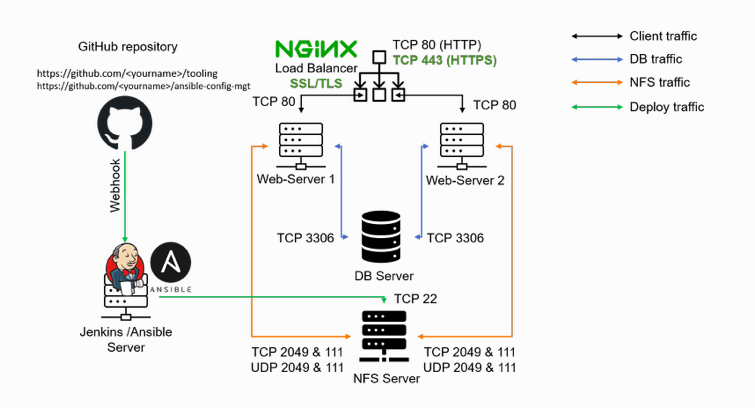 GitHub repository
https://github.com/<yourname>/tooling
https://github.com/<yourname>/ansible-config-mgt
Webhook
ANSIBLE
Jenkins /Ansible
Server
NGINX
Load Balancer
SSL/TLS
TCP 80 (HTTP)
TCP 443 (HTTPS)
TCP 80
TCP 80
Web-Server 1
Web-Server 2
TCP 3306
TCP 3306
DB Server
TCP 22
TCP 2049 & 111
UDP 2049 & 111
TCP 2049 & 111
UDP 2049 & 111
NFS Server
Client traffic
DB traffic
NFS traffic
Deploy traffic